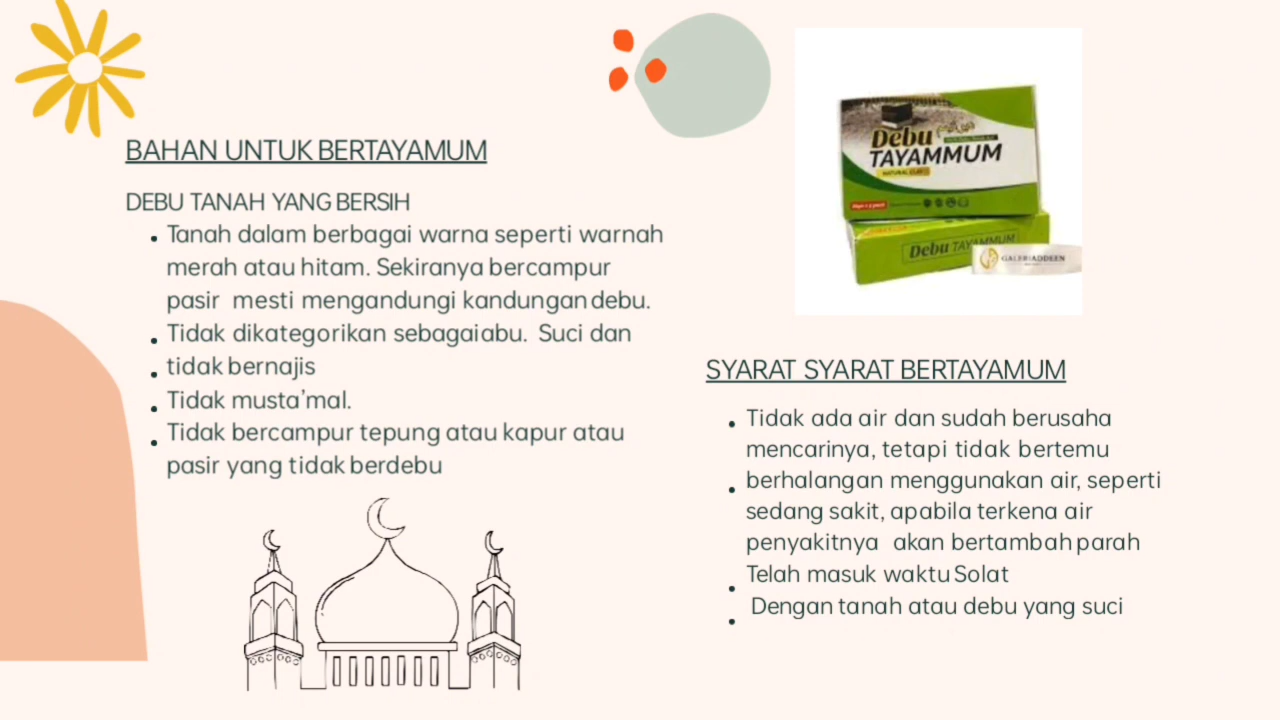 BAHAN UNTUK BERTAYAMUM
DEBU TANAH YANG BERSIH
Tanah dalam berbagai warna seperti warnah
merah atau hitam. Sekiranya bercampur
pasir mesti mengandungi kandungan debu.
Tidak dikategorikan sebagaiabu. Suci dan
tidak bernajis
Tidak musta'mal.
Tidak bercampur tepung atau kapur atau
pasir yang tidak berdebu
Debu
TAYAMMUM
NATURAL CLAY
Debu TAYAMMUM
GALERIADDEEN
SYARAT SYARAT BERTAYAMUM
Tidak ada air dan sudah berusaha
mencarinya, tetapi tidak bertemu
berhalangan menggunakan air, seperti
sedang sakit, apabila terkena air
penyakitnya akan bertambah parah
Telah masuk waktu Solat
Dengan tanah atau debu yang suci